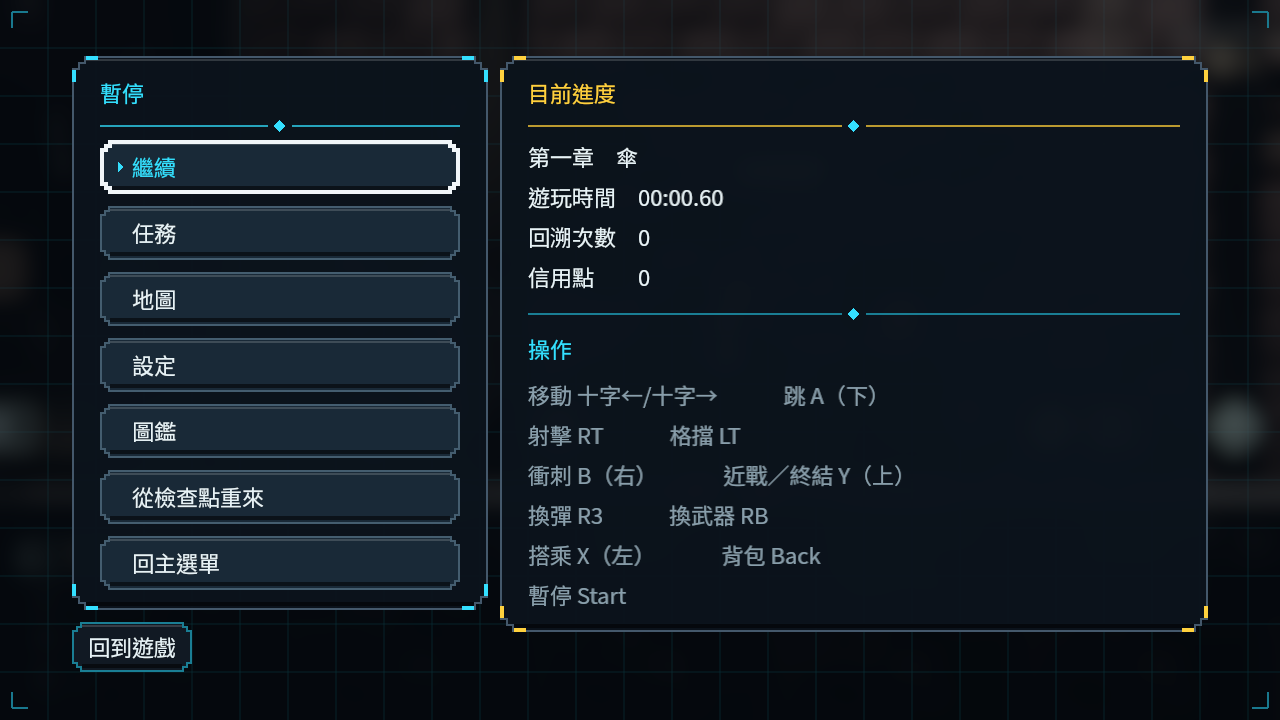 暫停
繼續
任務
地圖
設定
圖鑑
從檢查點重來
回主選單
回到遊戲
目前進度
第一章　傘
遊玩時間　00:00.60
回溯次數　0
信用點　　0
操作
移動 十字←/十字→　　　跳 A（下）
射擊 RT　　　格擋 LT
衝刺 B（右）　　　近戰／終結 Y（上）
換彈 R3　　　換武器 RB
搭乘 X（左）　　　背包 Back
暫停 Start